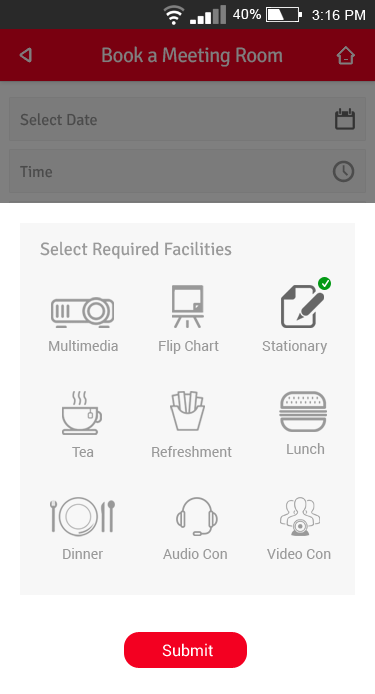 40% 3:16 PM
Book a Meeting Room
Select Date
Time
Select Required Facilities
Multimedia Flip Chart Stationary
Tea Refreshment Lunch
Dinner Audio Con Video Con
Submit